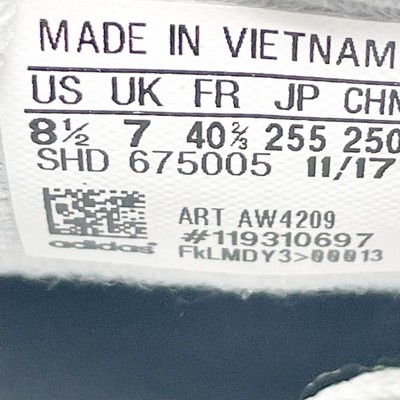 MADE IN VIETNAM
US UK FR JP CHN
8½ 7 40⅔ 255 250
SHD 675005 11/17
ART AW4209
adidas #119310697
FkLMDY3>00013